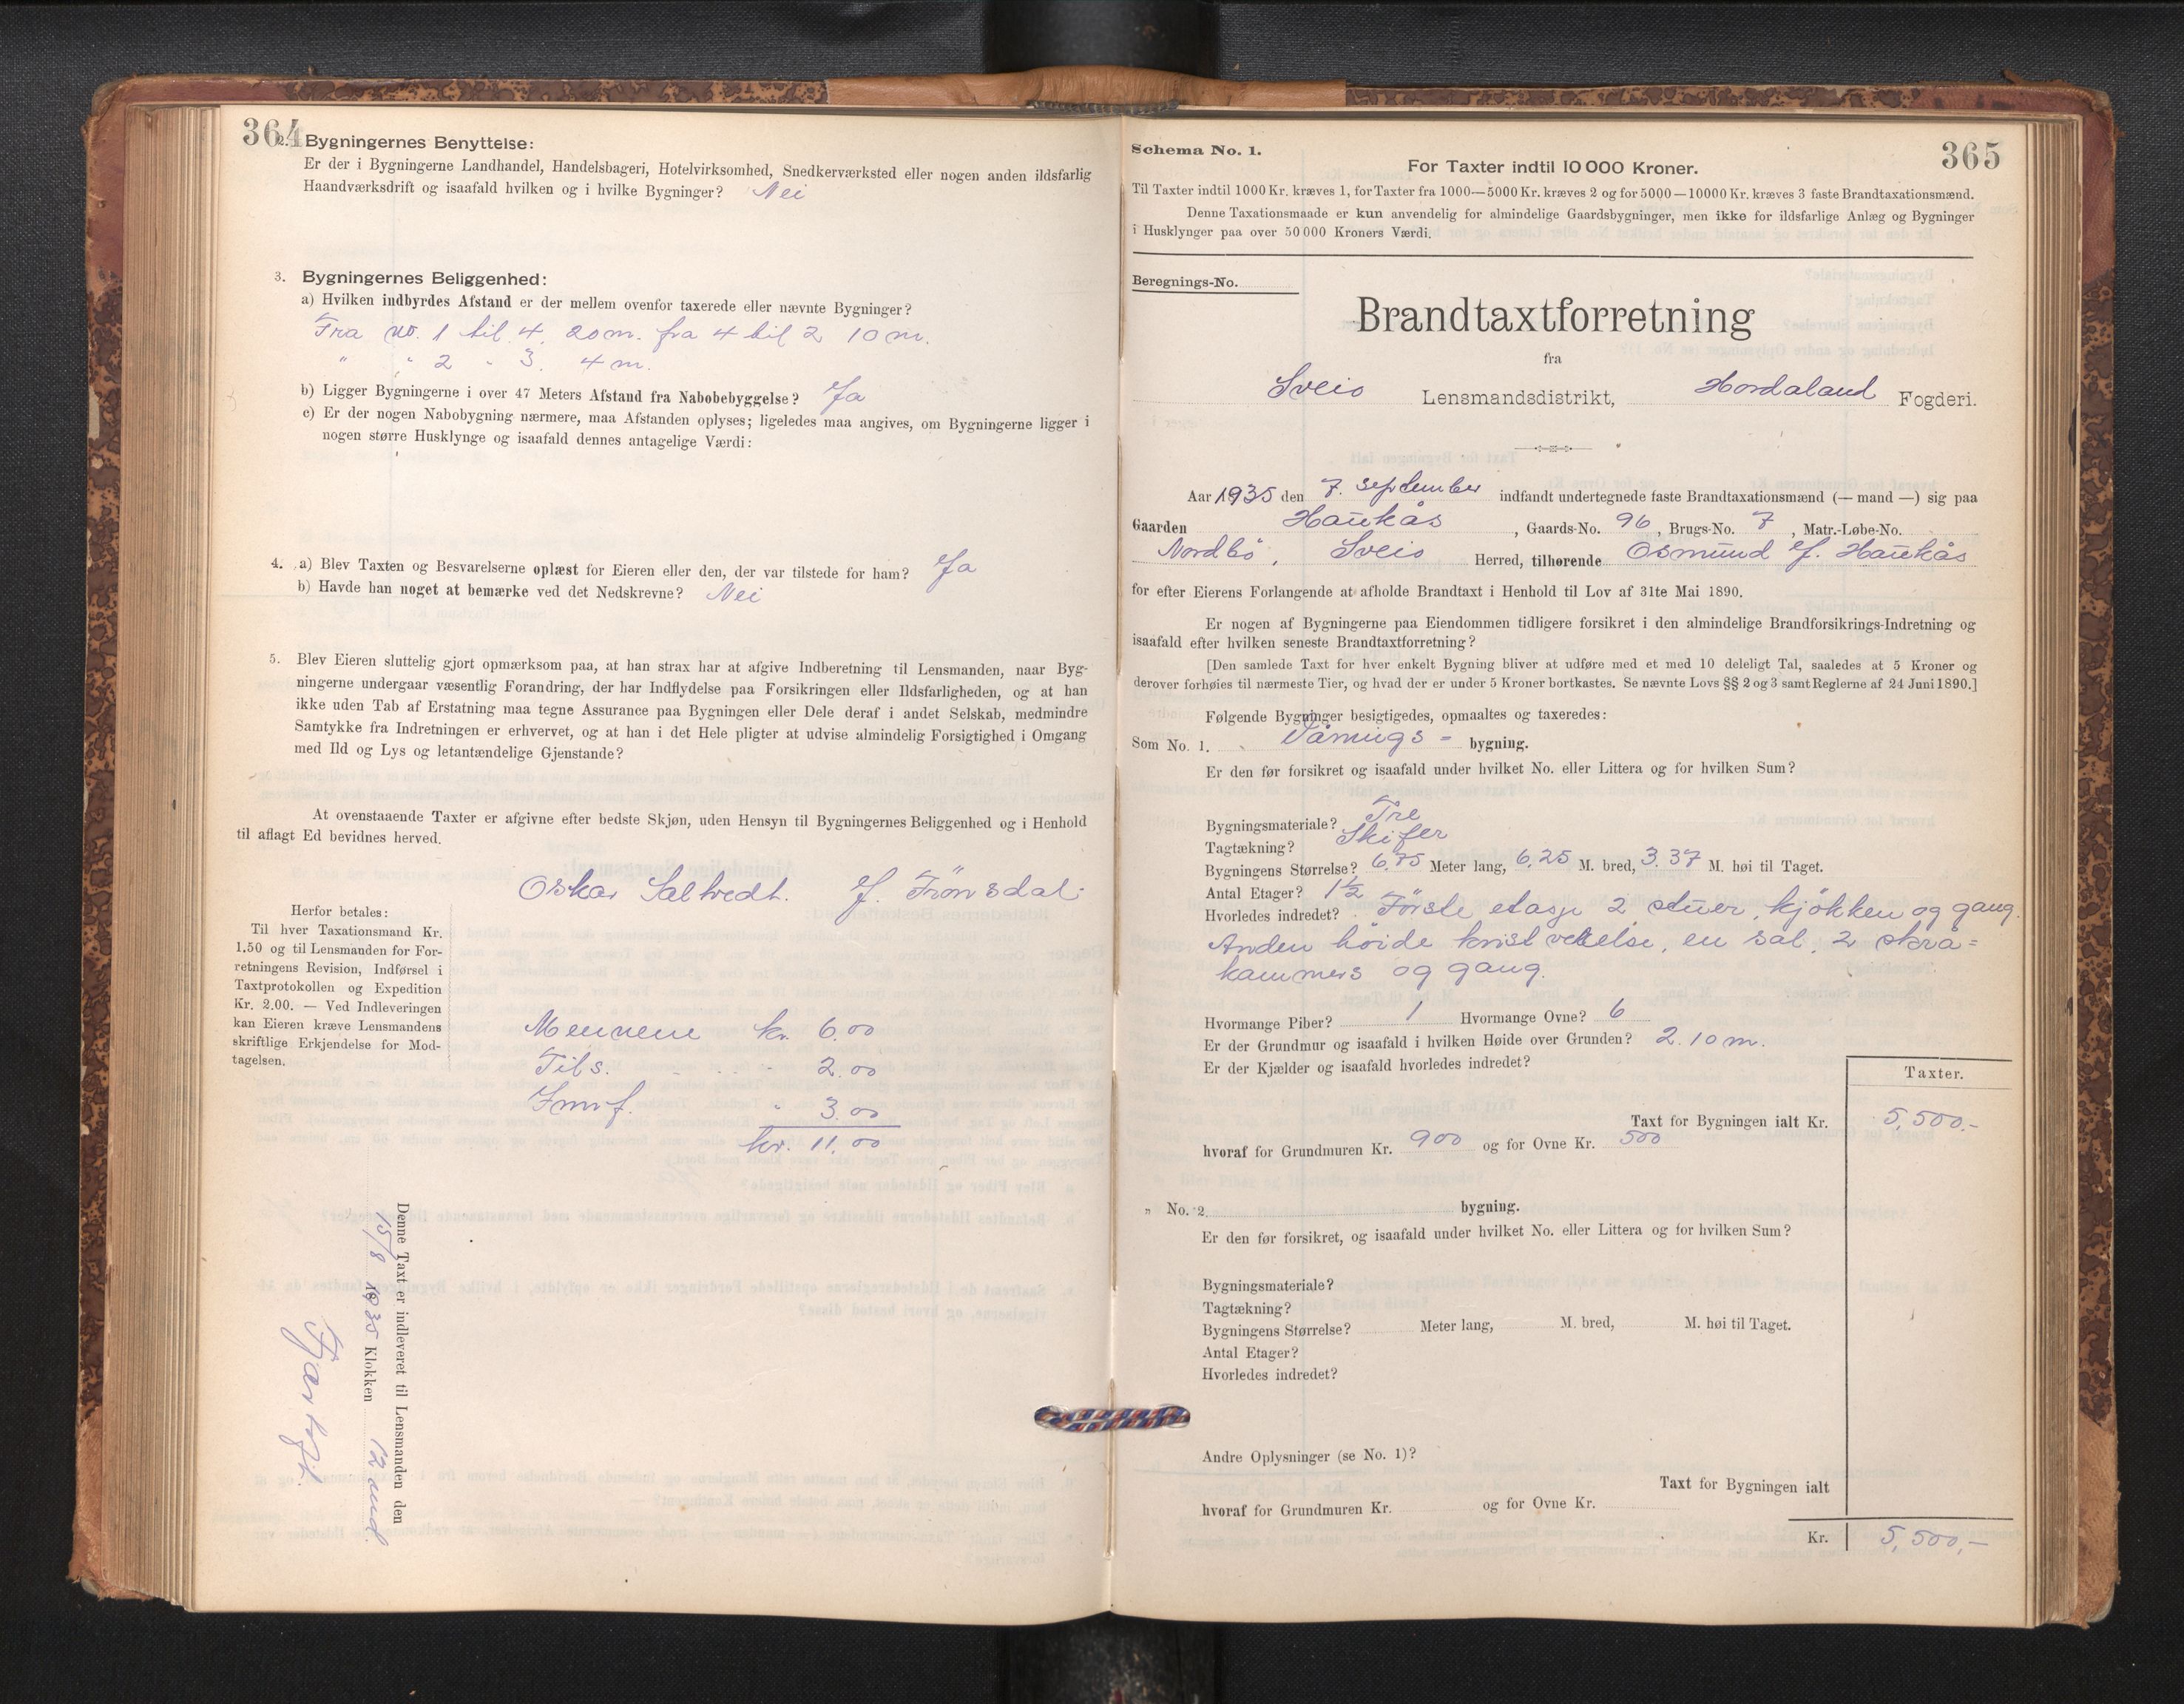 364
2. Bygningernes Benyttelse:
Er der i Bygningerne Landhandel, Handelsbageri, Hotelvirksomhed, Snedkerværksted eller nogen anden ildsfarlig
Haandværksdrift og isaafald hvilken og i hvilke Bygninger? Nei
3. Bygningernes Beliggenhed:
a) Hvilken indbyrdes Afstand er der mellem ovenfor taxerede eller nævnte Bygninger?
Fra no. 1 til 4. 20 m. fra 4 til 2 10 m.
" " 2 " 3. 4 m.
b) Ligger Bygningerne i over 47 Meters Afstand fra Nabobebyggelse? Ja
c) Er der nogen Nabobygning nærmere, maa Afstanden oplyses; ligeledes maa angives, om Bygningerne ligger i
nogen større Husklynge og isaafald dennes antagelige Værdi:
4. a) Blev Taxten og Besvarelserne oplæst for Eieren eller den, der var tilstede for ham? Ja
b) Havde han noget at bemærke ved det Nedskrevne? Nei
5. Blev Eieren sluttelig gjort opmærksom paa, at han strax har at afgive Indberetning til Lensmanden, naar Byg-
ningerne undergaar væsentlig Forandring, der har Indflydelse paa Forsikringen eller Ildsfarligheden, og at han
ikke uden Tab af Erstatning maa tegne Assurance paa Bygningen eller Dele deraf i andet Selskab, medmindre
Samtykke fra Indretningen er erhvervet, og at han i det Hele pligter at udvise almindelig Forsigtighed i Omgang
med Ild og Lys og letantændelige Gjenstande?
At ovenstaaende Taxter er afgivne efter bedste Skjøn, uden Hensyn til Bygningernes Beliggenhed og i Henhold
til aflagt Ed bevidnes herved.
Oskar Saltvedt. J. Frönsdal.
Herfor betales:
Til hver Taxationsmand Kr.
1.50 og til Lensmanden for For-
retningens Revision, Indførsel i
Taxtprotokollen og Expedition
Kr. 2.00. — Ved Indleveringen
kan Eieren kræve Lensmandens
skriftlige Erkjendelse for Mod-
tagelsen.
Mennene kr. 6.00
Tils. - - - 2.00
Innf. " 3.00
kr. 11.00
Denne Taxt er indleveret til Lensmanden den
15/8 1935 Klokken 12 md.
365
Schema No. 1.
For Taxter indtil 10 000 Kroner.
Til Taxter indtil 1000 Kr. kræves 1, for Taxter fra 1000—5000 Kr. kræves 2 og for 5000—10000 Kr. kræves 3 faste Brandtaxationsmænd.
Denne Taxationsmaade er kun anvendelig for almindelige Gaardsbygninger, men ikke for ildsfarlige Anlæg og Bygninger
i Husklynger paa over 50 000 Kroners Værdi.
Beregnings-No.
Brandtaxtforretning
fra
Sveio Lensmandsdistrikt, Hordaland Fogderi.
Aar 1935 den 7. september indfandt undertegnede faste Brandtaxationsmænd (— mand —) sig paa
Gaarden Haukås, Gaards-No. 96, Brugs-No. 7, Matr.-Løbe-No.
Nordbö, Sveio Herred, tilhørende Osmund J. Haukås
for efter Eierens Forlangende at afholde Brandtaxt i Henhold til Lov af 31te Mai 1890.
Er nogen af Bygningerne paa Eiendommen tidligere forsikret i den almindelige Brandforsikrings-Indretning og
isaafald efter hvilken seneste Brandtaxtforretning?
[Den samlede Taxt for hver enkelt Bygning bliver at udføre med et med 10 deleligt Tal, saaledes at 5 Kroner og
derover forhøies til nærmeste Tier, og hvad der er under 5 Kroner bortkastes. Se nævnte Lovs §§ 2 og 3 samt Reglerne af 24 Juni 1890.]
Følgende Bygninger besigtigedes, opmaaltes og taxeredes:
Som No. 1. Våningsbygning.
Er den før forsikret og isaafald under hvilket No. eller Littera og for hvilken Sum?
Bygningsmateriale? Tre
Tagtækning? Skifer
Bygningens Størrelse? 6.75 Meter lang, 6.25 M. bred, 3.37 M. høi til Taget.
Antal Etager? 1½
Hvorledes indredet? Förste etasje 2 stuer, kjökken og gang.
Anden höide kvistvelse, en sal, 2 skrå=
kammers og gang.
Hvormange Piber? 1 Hvormange Ovne? 6
Er der Grundmur og isaafald i hvilken Høide over Grunden? 2.10 m.
Er der Kjælder og isaafald hvorledes indredet?
Taxter.
Taxt for Bygningen ialt Kr. 5,500.-
hvoraf for Grundmuren Kr. 900 og for Ovne Kr. 500
„ No. 2. bygning.
Er den før forsikret, og isaafald under hvilket No. eller Littera og for hvilken Sum?
Bygningsmateriale?
Tagtækning?
Bygningens Størrelse? Meter lang, M. bred, M. høi til Taget.
Antal Etager?
Hvorledes indredet?
Andre Oplysninger (se No. 1)?
Taxt for Bygningen ialt
hvoraf for Grundmuren Kr. og for Ovne Kr.
Kr. 5,500,-